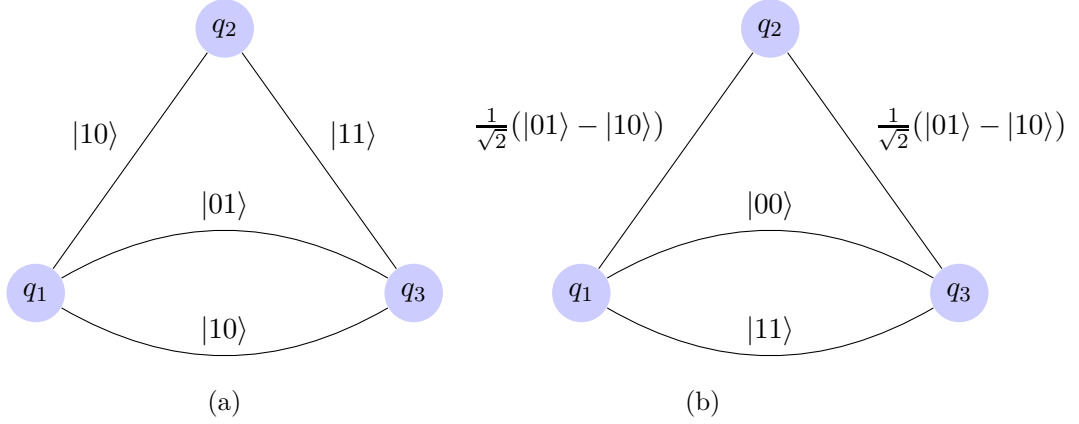 q₂ q₂
|10⟩ |11⟩ 1/√2(|01⟩ − |10⟩) 1/√2(|01⟩ − |10⟩)
|01⟩ |00⟩
q₁ q₃ q₁ q₃
|10⟩ |11⟩
(a) (b)